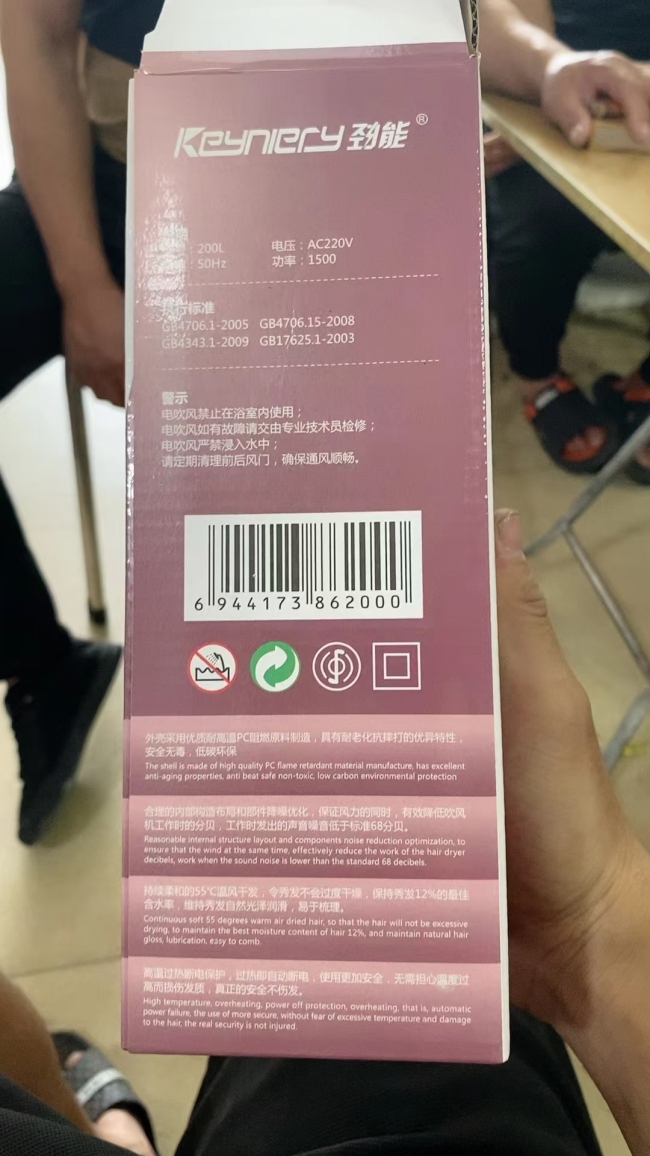 Keyniery 劲能®
: 200L 电压 : AC220V
: 50Hz 功率 : 1500
行标准
GB4706.1-2005 GB4706.15-2008
GB4343.1-2009 GB17625.1-2003
警示
电吹风禁止在浴室内使用；
电吹风如有故障请交由专业技术员检修；
电吹风严禁浸入水中；
请定期清理前后风门，确保通风顺畅。
6 944173 862000
外壳采用优质耐高温PC阻燃原料制造，具有耐老化抗摔打的优异特性，
安全无毒，低碳环保
The shell is made of high quality PC flame retardant material manufacture, has excellent
anti-aging properties, anti beat safe non-toxic, low carbon environmental protection
合理的内部构造布局和部件降噪优化，保证风力的同时，有效降低吹风
机工作时的分贝，工作时发出的声音噪音低于标准68分贝。
Reasonable internal structure layout and components noise reduction optimization, to
ensure that the wind at the same time, effectively reduce the work of the hair dryer
decibels, work when the sound noise is lower than the standard 68 decibels.
持续柔和的55℃温风干发，令秀发不会过度干燥，保持秀发12%的最佳
含水率，维持秀发自然光泽润滑，易于梳理。
Continuous soft 55 degrees warm air dried hair, so that the hair will not be excessive
drying, to maintain the best moisture content of hair 12%, and maintain natural hair
gloss, lubrication, easy to comb.
高温过热断电保护，过热即自动断电，使用更加安全，无需担心温度过
高而损伤发质，真正的安全不伤发。
High temperature, overheating, power off protection, overheating, that is, automatic
power failure, the use of more secure, without fear of excessive temperature and damage
to the hair, the real security is not injured.